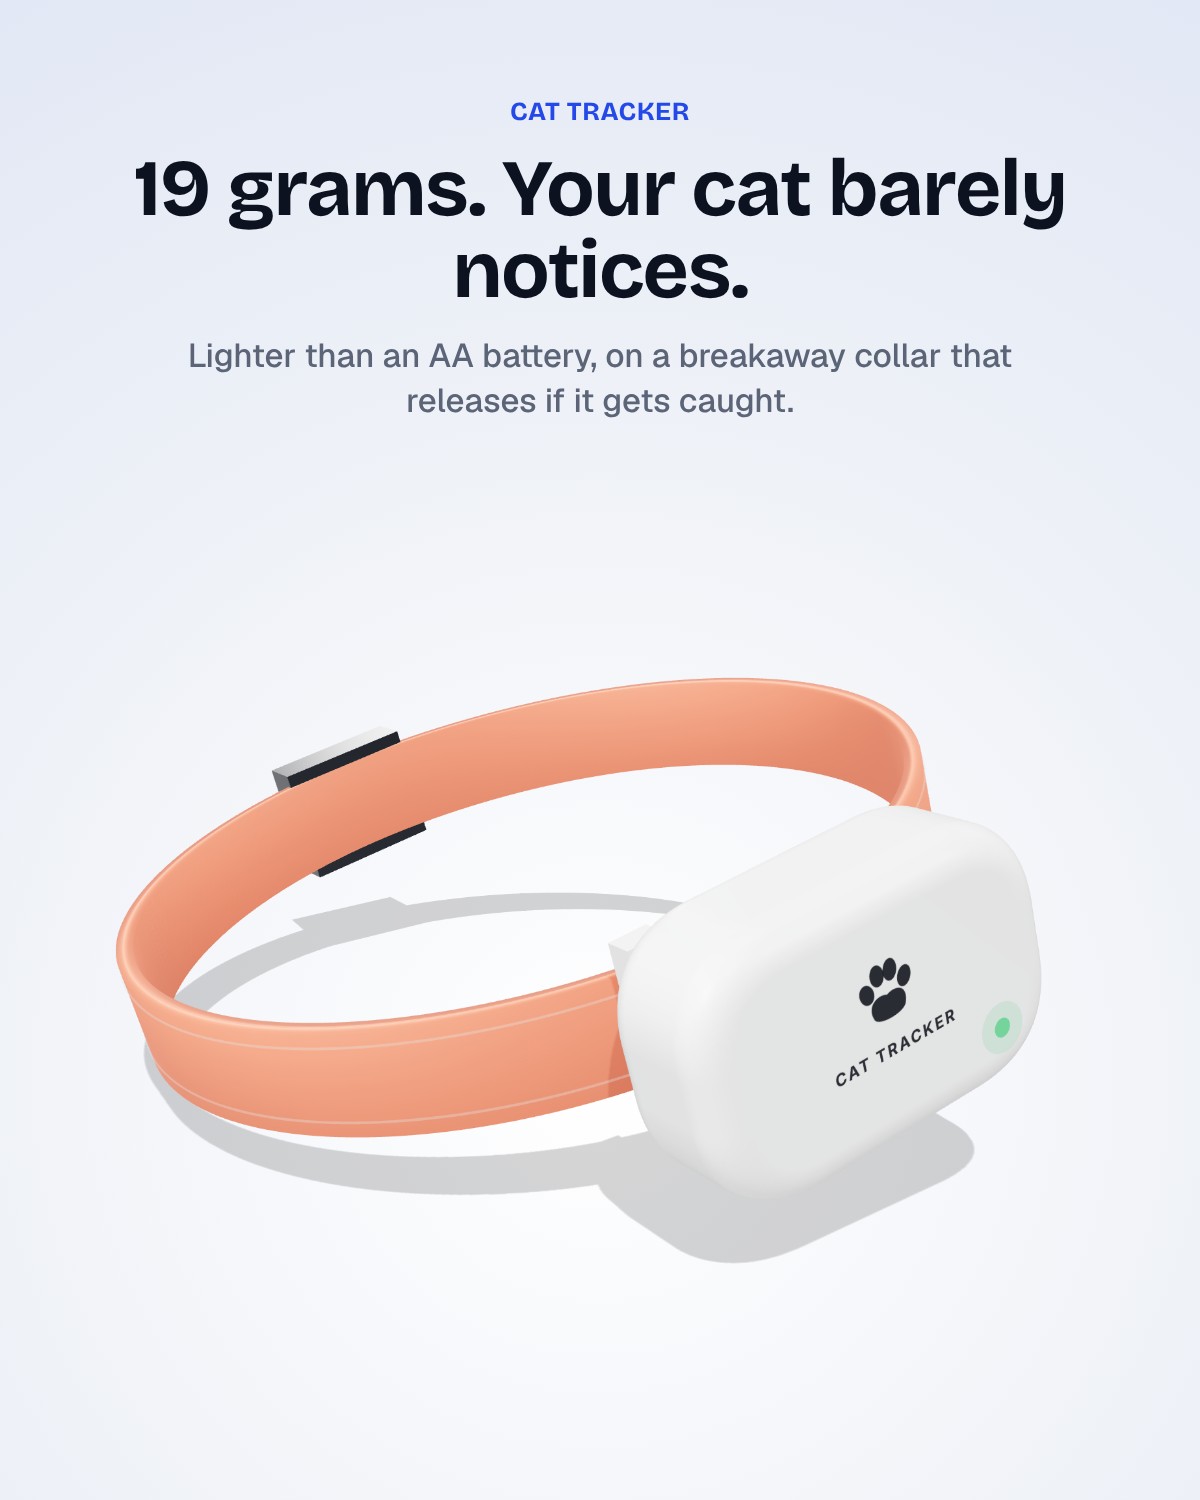 CAT TRACKER
19 grams. Your cat barely
notices.
Lighter than an AA battery, on a breakaway collar that
releases if it gets caught.
CAT TRACKER